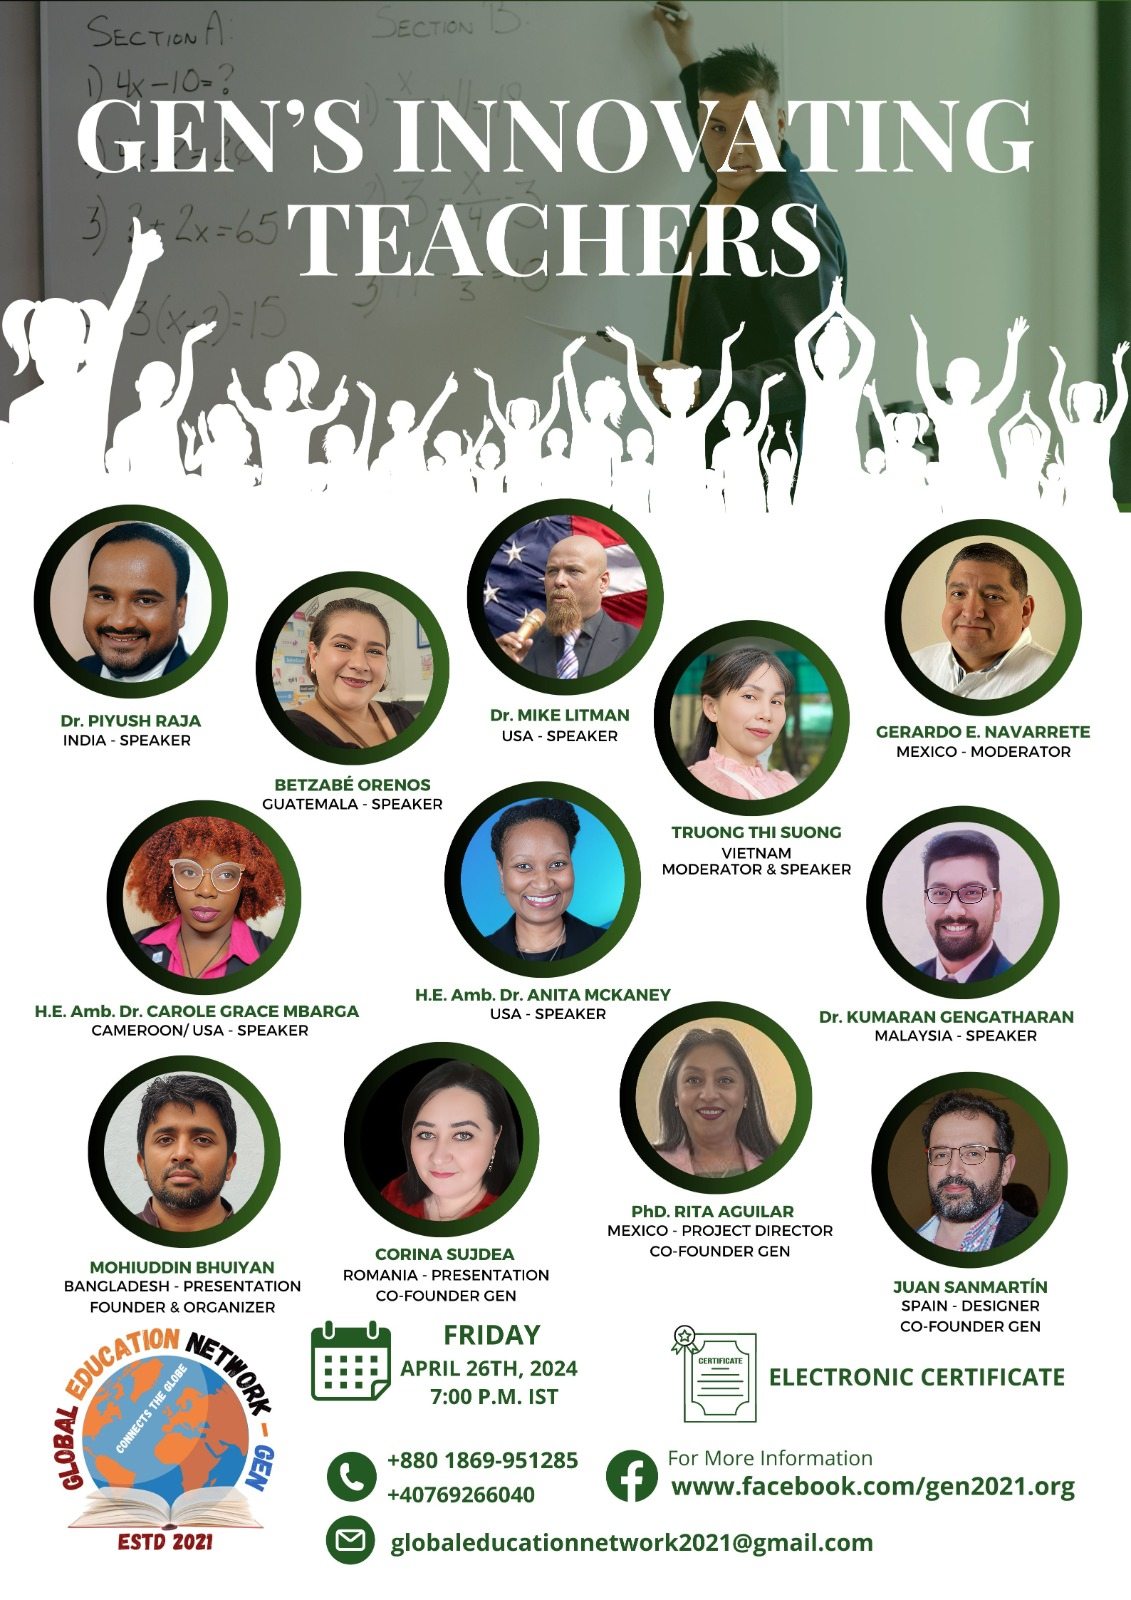 SECTION A:
SECTION B:
1) 4x-10=?
GEN'S INNOVATING
TEACHERS
Dr. PIYUSH RAJA
INDIA - SPEAKER
BETZABÉ ORENOS
GUATEMALA - SPEAKER
Dr. MIKE LITMAN
USA - SPEAKER
TRUONG THI SUONG
VIETNAM
MODERATOR & SPEAKER
GERARDO E. NAVARRETE
MEXICO - MODERATOR
H.E. Amb. Dr. CAROLE GRACE MBARGA
CAMEROON/ USA - SPEAKER
H.E. Amb. Dr. ANITA MCKANEY
USA - SPEAKER
Dr. KUMARAN GENGATHARAN
MALAYSIA - SPEAKER
MOHIUDDIN BHUIYAN
BANGLADESH - PRESENTATION
FOUNDER & ORGANIZER
CORINA SUJDEA
ROMANIA - PRESENTATION
CO-FOUNDER GEN
PhD. RITA AGUILAR
MEXICO - PROJECT DIRECTOR
CO-FOUNDER GEN
JUAN SANMARTÍN
SPAIN - DESIGNER
CO-FOUNDER GEN
GLOBAL EDUCATION NETWORK - GEN
CONNECTS THE GLOBE
ESTD 2021
FRIDAY
APRIL 26TH, 2024
7:00 P.M. IST
CERTIFICATE
ELECTRONIC CERTIFICATE
+880 1869-951285
+40769266040
For More Information
www.facebook.com/gen2021.org
globaleducationnetwork2021@gmail.com